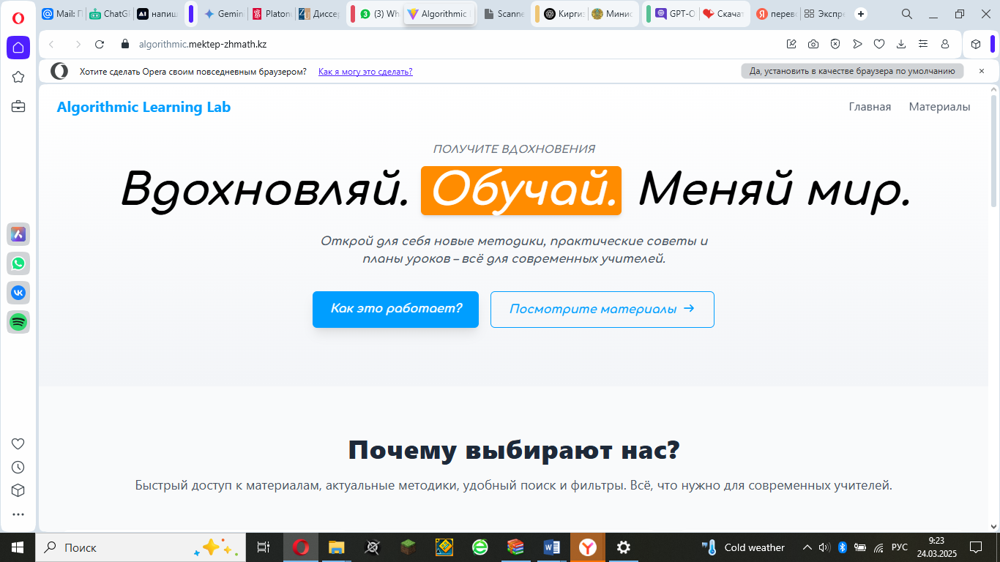 Mail: П
ChatGF
напиш
Gemin
Platon
Диссер
(3) Wh
Algorithmic
Scanne
Кирги
Минис
GPT-O
Скачат
перев
Экспр
algorithmic.mektep-zhmath.kz
Хотите сделать Opera своим повседневным браузером? Как я могу это сделать? Да, установить в качестве браузера по умолчанию
Algorithmic Learning Lab
Главная Материалы
ПОЛУЧИТЕ ВДОХНОВЕНИЯ
Вдохновляй. Обучай. Меняй мир.
Открой для себя новые методики, практические советы и
планы уроков – всё для современных учителей.
Как это работает? Посмотрите материалы →
Почему выбирают нас?
Быстрый доступ к материалам, актуальные методики, удобный поиск и фильтры. Всё, что нужно для современных учителей.
Поиск
Cold weather
РУС
9:23
24.03.2025